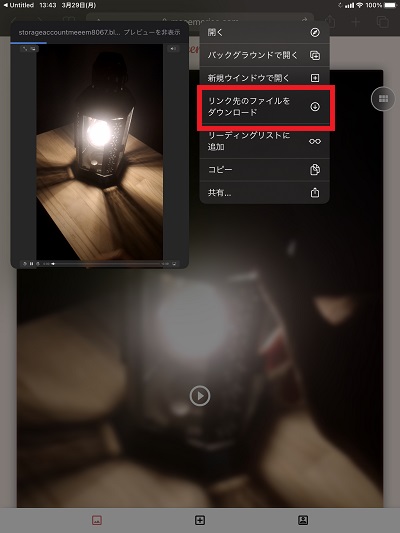 Untitled 13:43 3月29日(月)
100%
storageaccountmeeem8067.bl... プレビューを非表示
開く
バックグラウンドで開く
新規ウインドウで開く
リンク先のファイルを
ダウンロード
リーディングリストに
追加
コピー
共有...